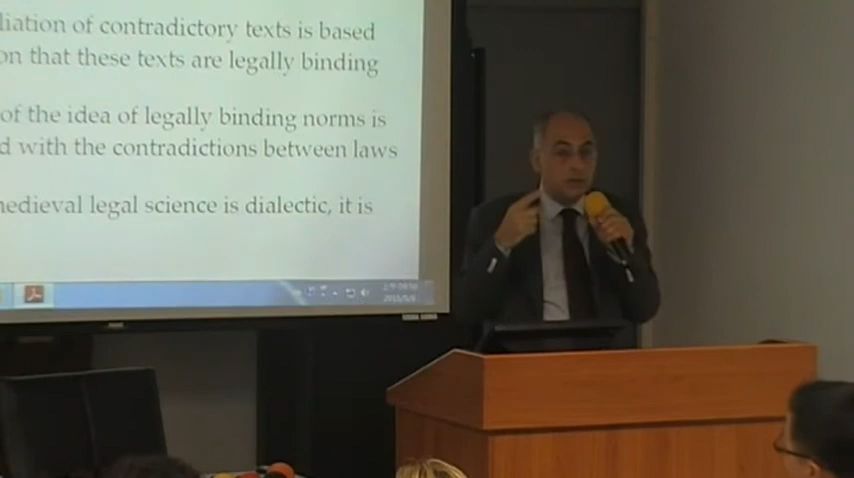 liation of contradictory texts is based
on that these texts are legally binding
of the idea of legally binding norms is
d with the contradictions between laws
nedieval legal science is dialectic, it is